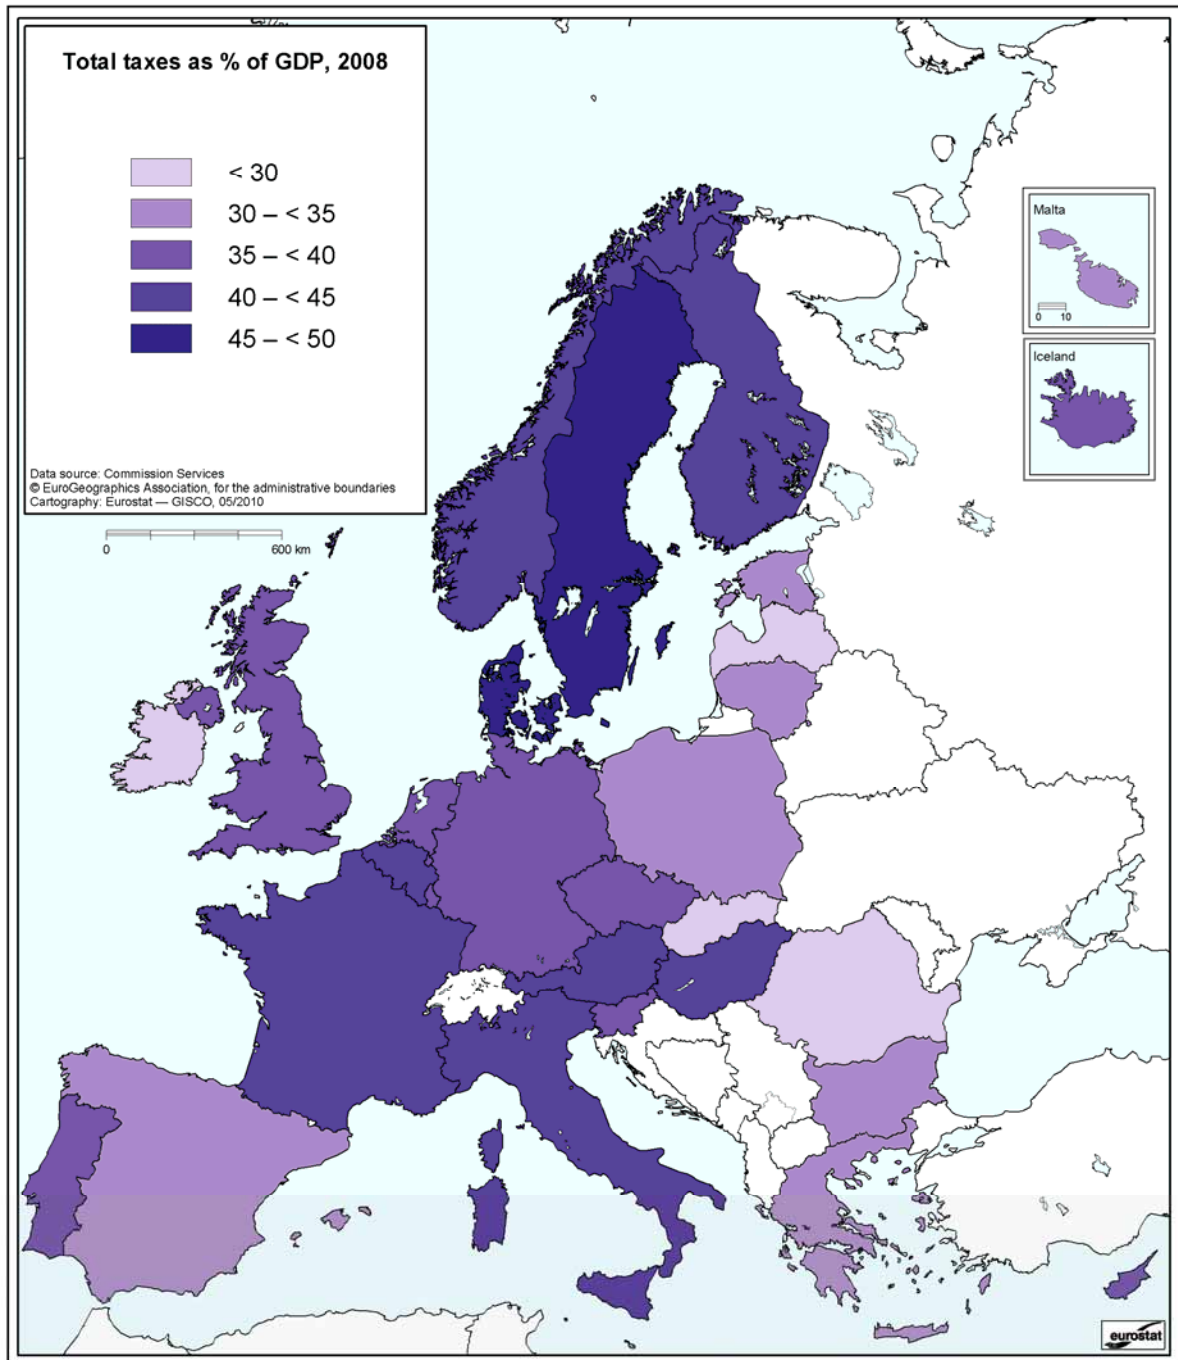 Total taxes as % of GDP, 2008
< 30
30 – < 35
35 – < 40
40 – < 45
45 – < 50
Data source: Commission Services
© EuroGeographics Association, for the administrative boundaries
Cartography: Eurostat — GISCO, 05/2010
0 600 km
Malta
0 10
Iceland
eurostat